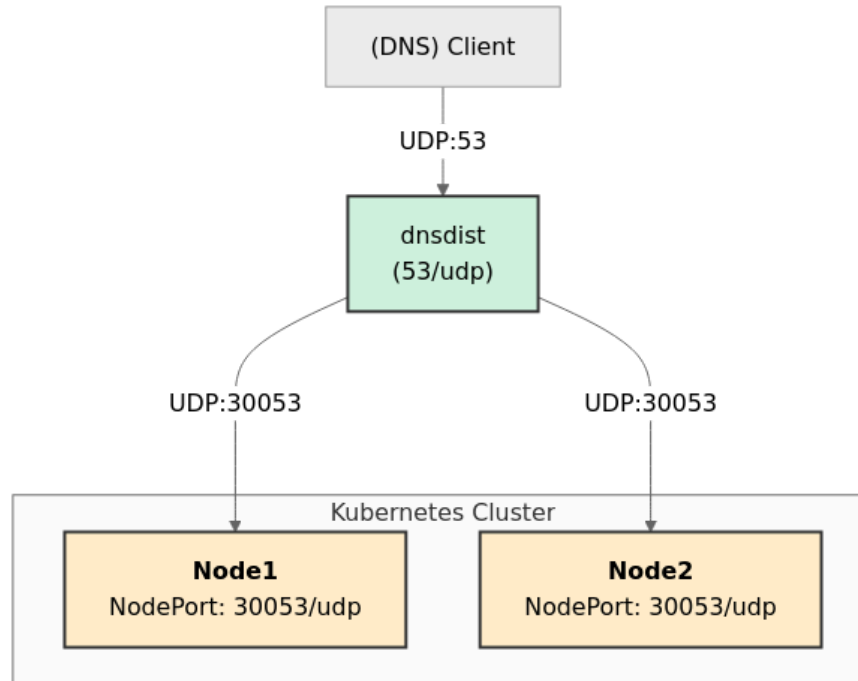 (DNS) Client
UDP:53
dnsdist
(53/udp)
UDP:30053
UDP:30053
Kubernetes Cluster
Node1
NodePort: 30053/udp
Node2
NodePort: 30053/udp